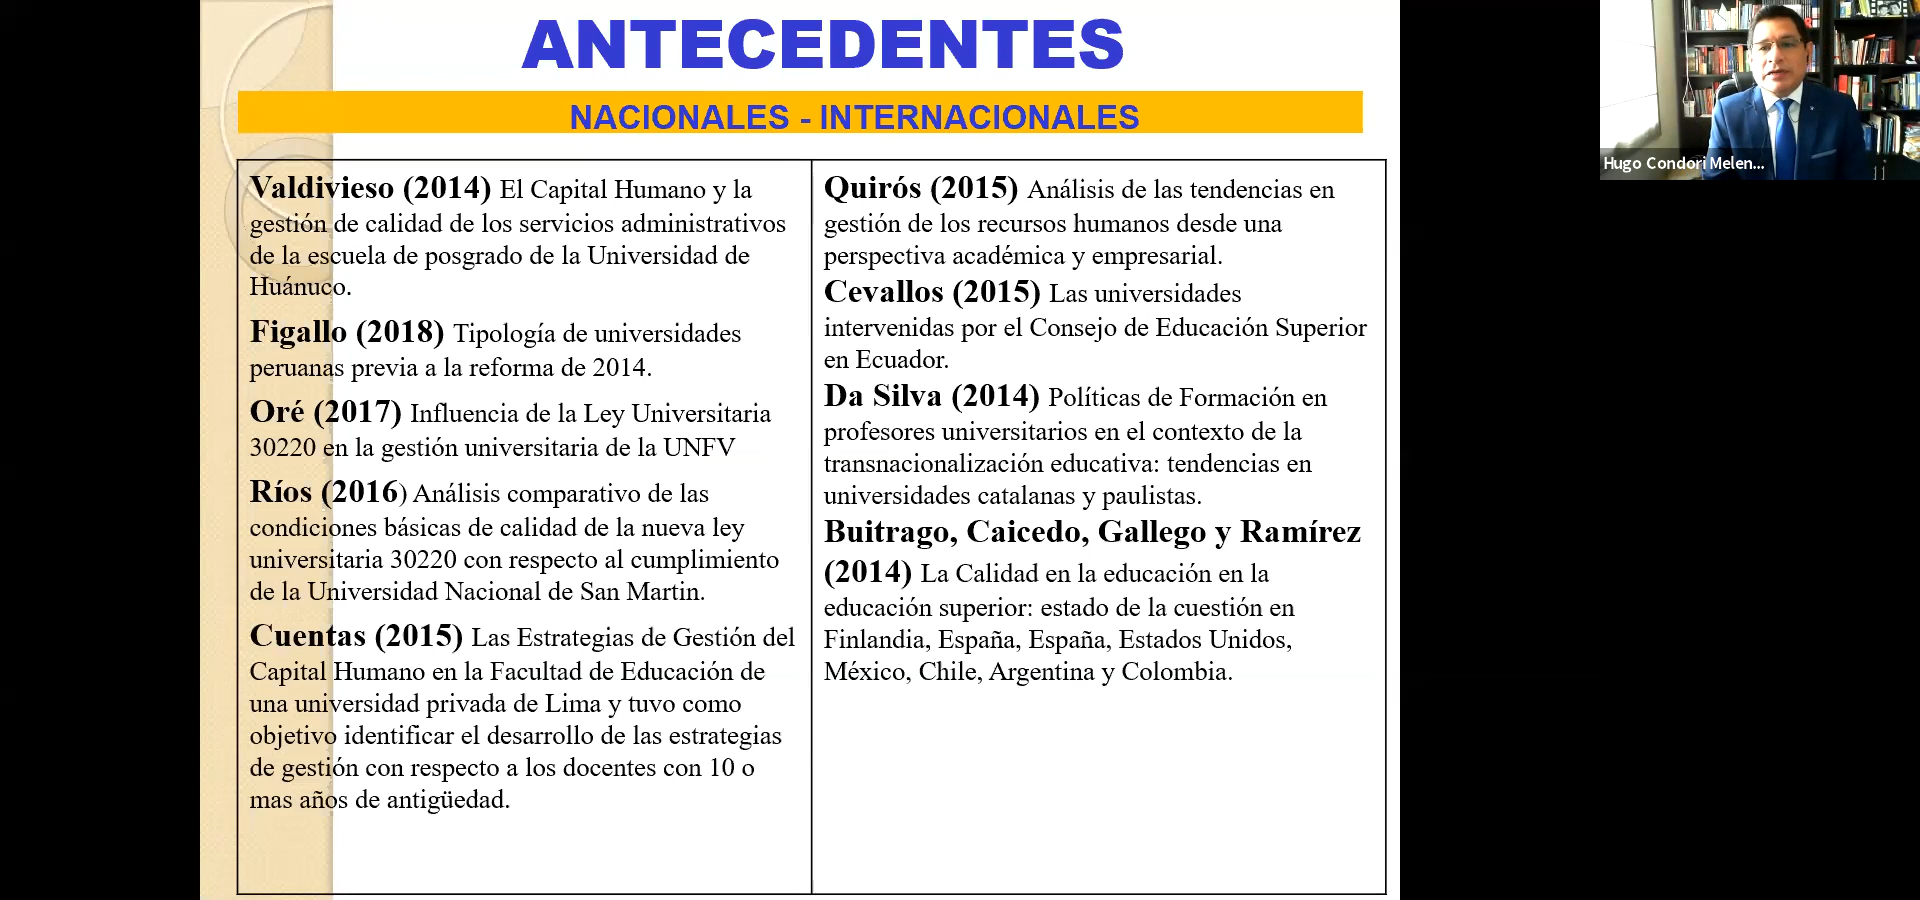 ANTECEDENTES
NACIONALES - INTERNACIONALES
Valdivieso (2014) El Capital Humano y la
gestión de calidad de los servicios administrativos
de la escuela de posgrado de la Universidad de
Huánuco.
Figallo (2018) Tipología de universidades
peruanas previa a la reforma de 2014.
Oré (2017) Influencia de la Ley Universitaria
30220 en la gestión universitaria de la UNFV
Ríos (2016) Análisis comparativo de las
condiciones básicas de calidad de la nueva ley
universitaria 30220 con respecto al cumplimiento
de la Universidad Nacional de San Martin.
Cuentas (2015) Las Estrategias de Gestión del
Capital Humano en la Facultad de Educación de
una universidad privada de Lima y tuvo como
objetivo identificar el desarrollo de las estrategias
de gestión con respecto a los docentes con 10 o
mas años de antigüedad.
Quirós (2015) Análisis de las tendencias en
gestión de los recursos humanos desde una
perspectiva académica y empresarial.
Cevallos (2015) Las universidades
intervenidas por el Consejo de Educación Superior
en Ecuador.
Da Silva (2014) Políticas de Formación en
profesores universitarios en el contexto de la
transnacionalización educativa: tendencias en
universidades catalanas y paulistas.
Buitrago, Caicedo, Gallego y Ramírez
(2014) La Calidad en la educación en la
educación superior: estado de la cuestión en
Finlandia, España, España, Estados Unidos,
México, Chile, Argentina y Colombia.
Hugo Condori Melen...